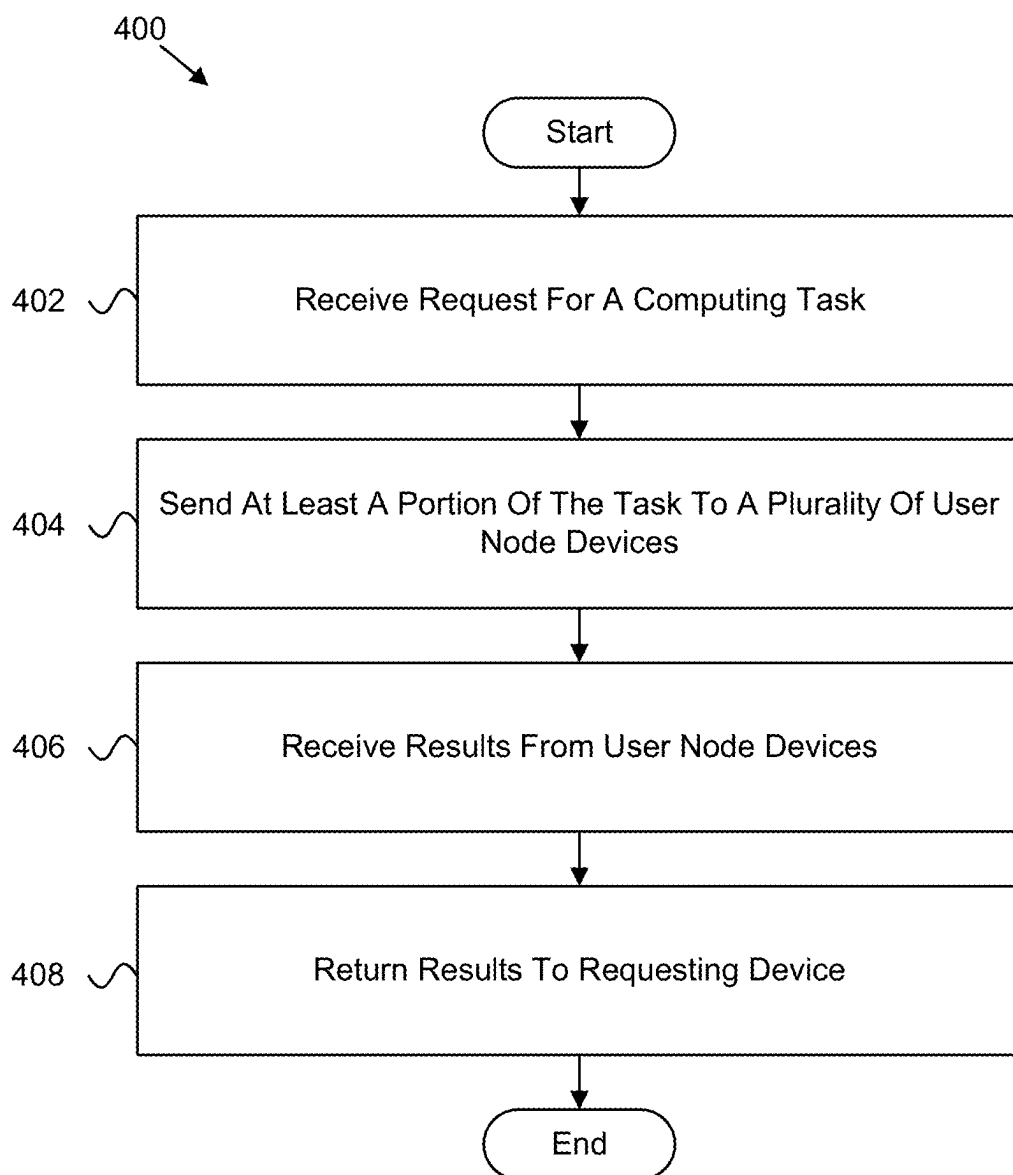 400
Start
402
Receive Request For A Computing Task
404
Send At Least A Portion Of The Task To A Plurality Of User
Node Devices
406
Receive Results From User Node Devices
408
Return Results To Requesting Device
End